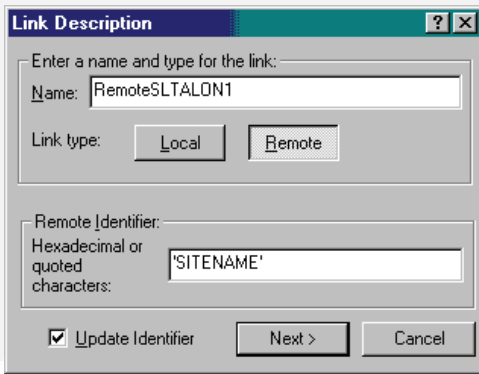 Link Description
Enter a name and type for the link:
Name: RemoteSLTALON1
Link type: Local Remote
Remote Identifier:
Hexadecimal or
quoted
characters:
'SITENAME'
Update Identifier Next > Cancel